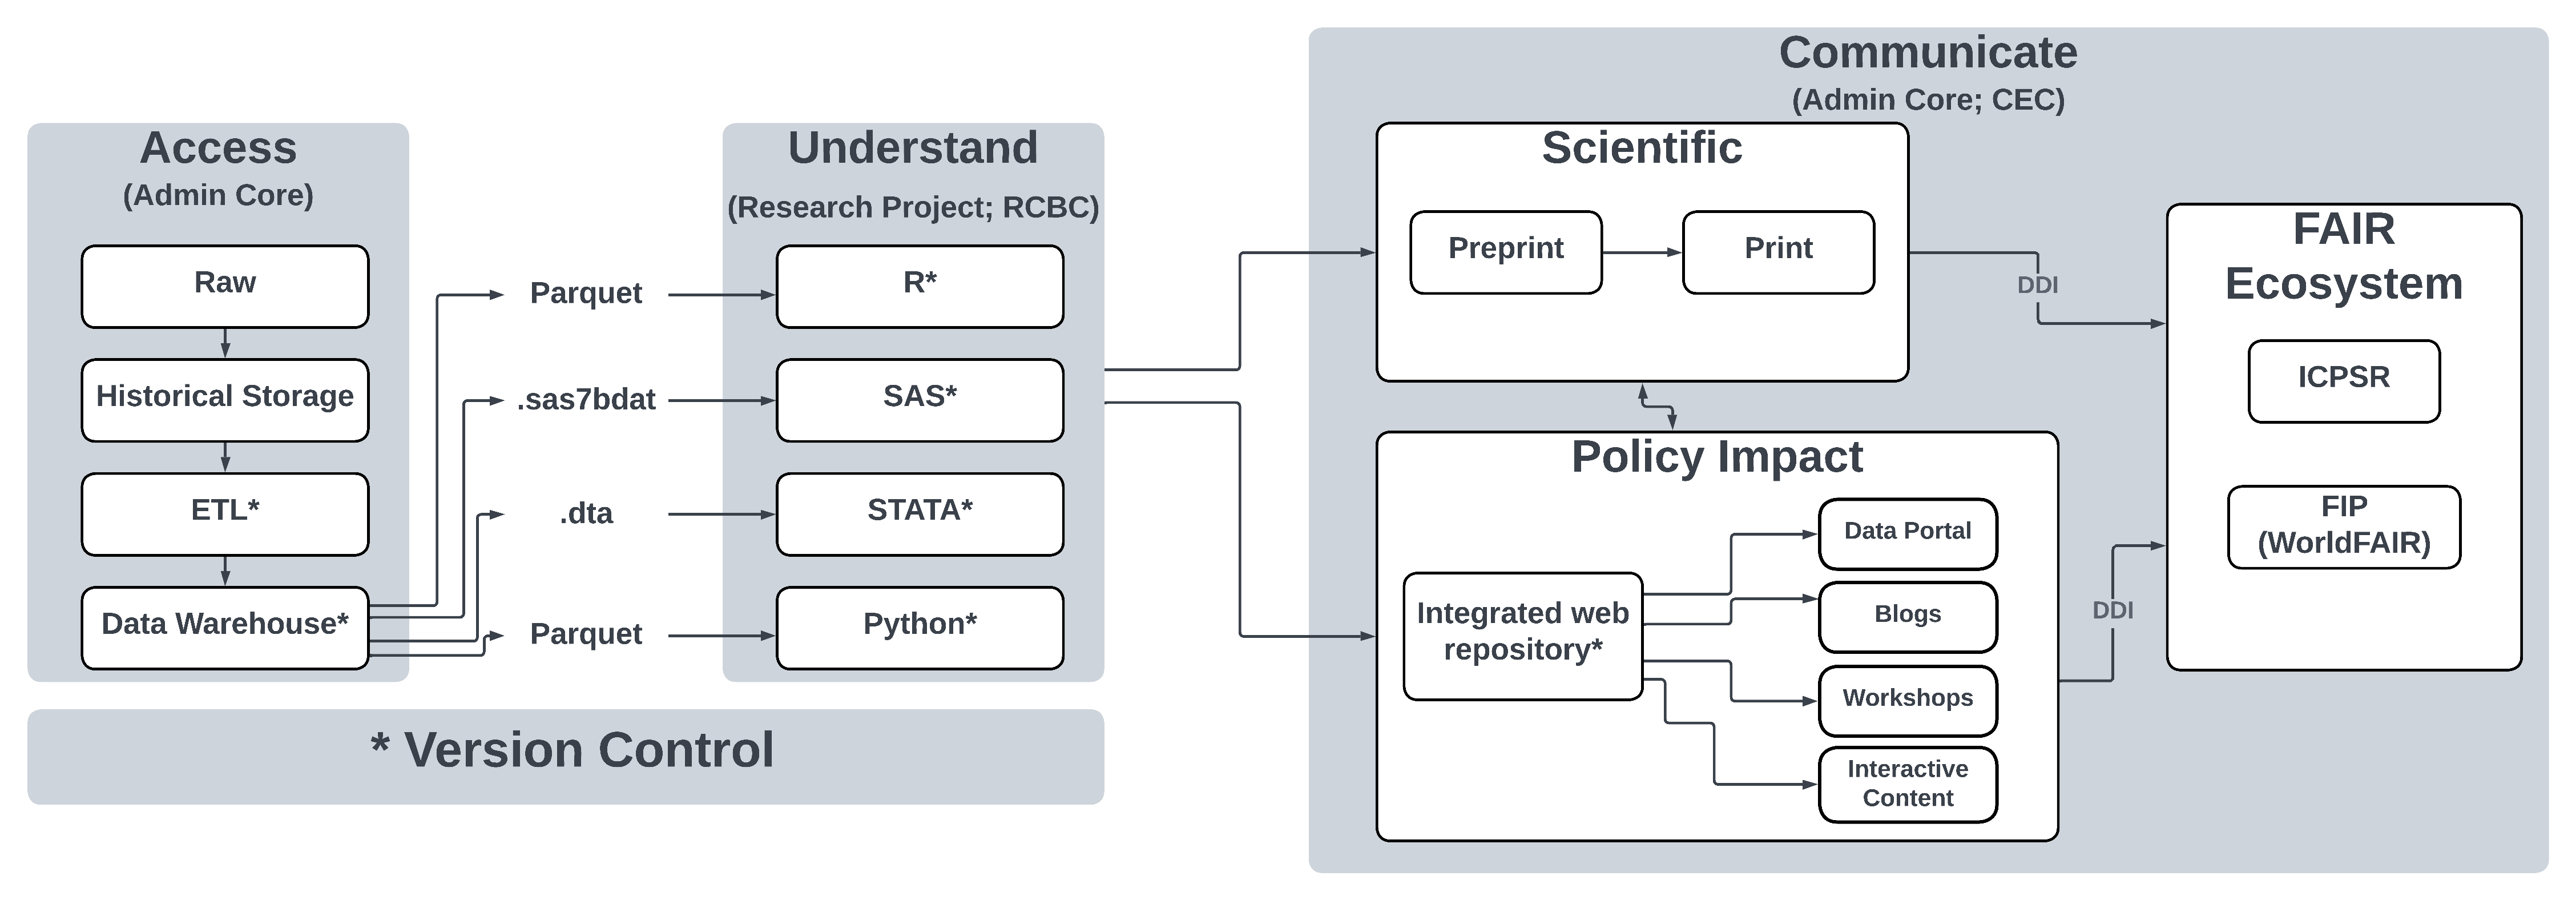 Access
(Admin Core)
Raw
Historical Storage
ETL*
Data Warehouse*
Parquet
.sas7bdat
.dta
Parquet
Understand
(Research Project; RCBC)
R*
SAS*
STATA*
Python*
* Version Control
Communicate
(Admin Core; CEC)
Scientific
Preprint
Print
Policy Impact
Integrated web
repository*
Data Portal
Blogs
Workshops
Interactive
Content
DDI
DDI
FAIR
Ecosystem
ICPSR
FIP
(WorldFAIR)